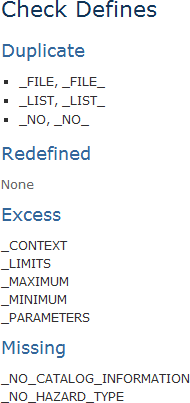 Check Defines
Duplicate
_FILE, _FILE_
_LIST, _LIST_
_NO, _NO_
Redefined
None
Excess
_CONTEXT
_LIMITS
_MAXIMUM
_MINIMUM
_PARAMETERS
Missing
_NO_CATALOG_INFORMATION
_NO_HAZARD_TYPE